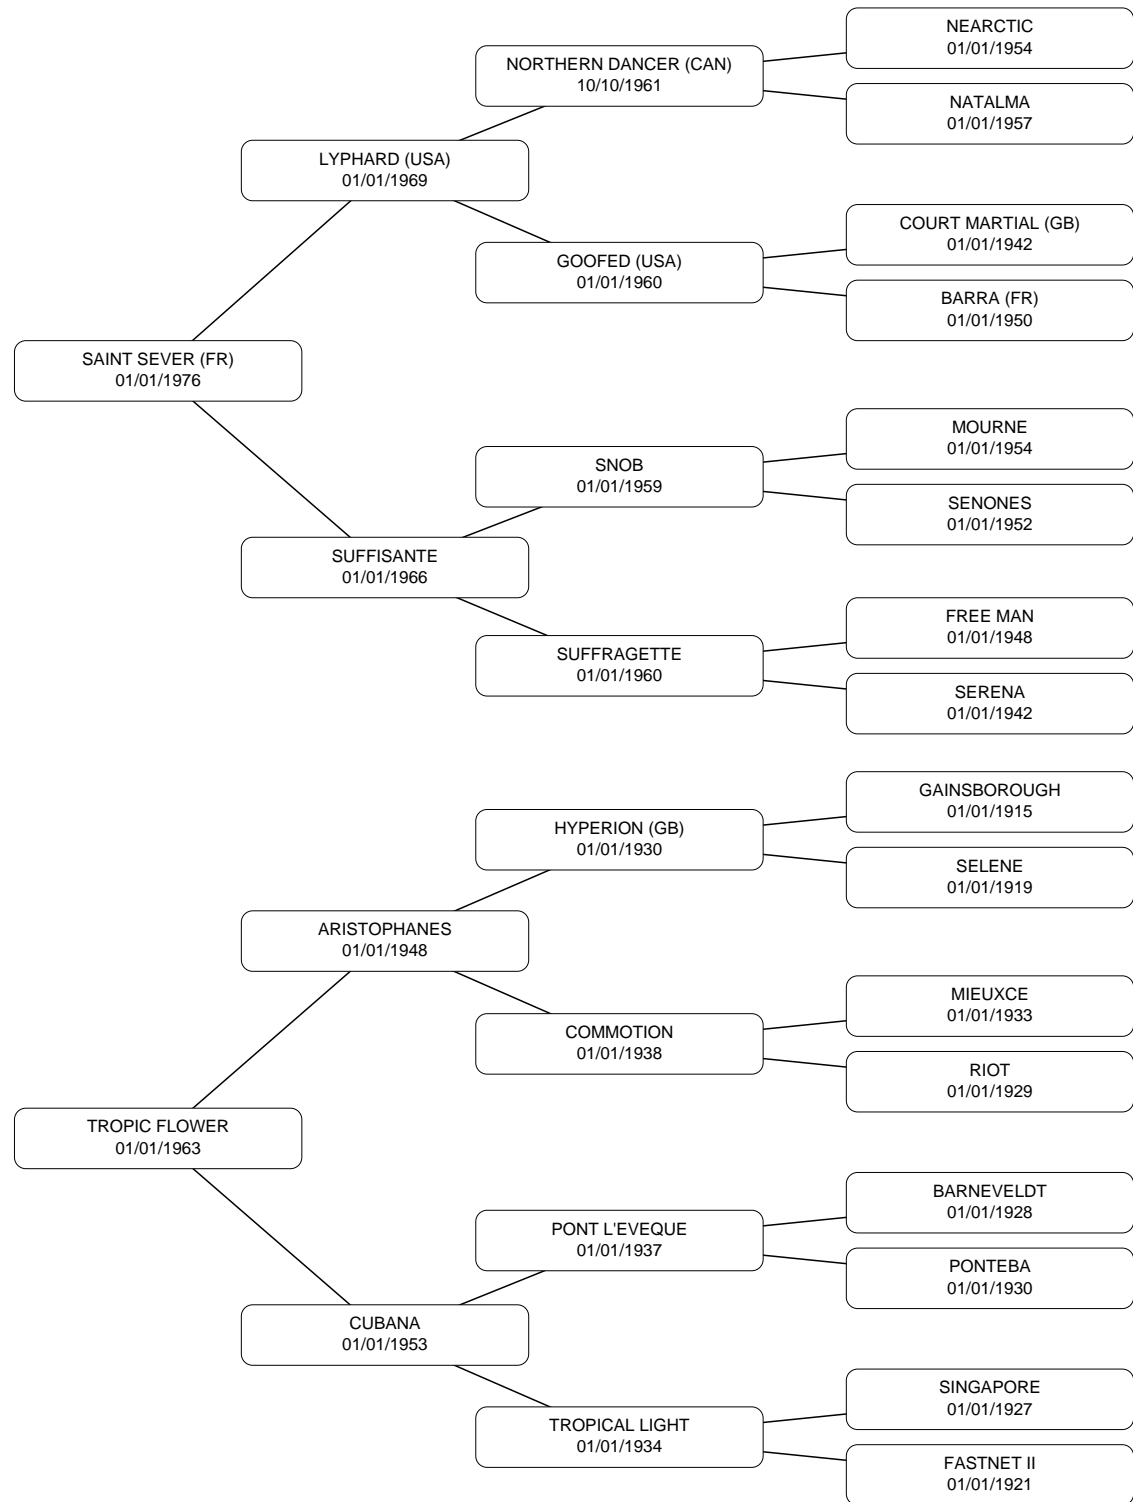 NEARCTIC
01/01/1954
NORTHERN DANCER (CAN)
10/10/1961
NATALMA
01/01/1957
LYPHARD (USA)
01/01/1969
COURT MARTIAL (GB)
01/01/1942
GOOFED (USA)
01/01/1960
BARRA (FR)
01/01/1950
SAINT SEVER (FR)
01/01/1976
MOURNE
01/01/1954
SNOB
01/01/1959
SENONES
01/01/1952
SUFFISANTE
01/01/1966
FREE MAN
01/01/1948
SUFFRAGETTE
01/01/1960
SERENA
01/01/1942
GAINSBOROUGH
01/01/1915
HYPERION (GB)
01/01/1930
SELENE
01/01/1919
ARISTOPHANES
01/01/1948
MIEUXCE
01/01/1933
COMMOTION
01/01/1938
RIOT
01/01/1929
TROPIC FLOWER
01/01/1963
BARNEVELDT
01/01/1928
PONT L'EVEQUE
01/01/1937
PONTEBA
01/01/1930
CUBANA
01/01/1953
SINGAPORE
01/01/1927
TROPICAL LIGHT
01/01/1934
FASTNET II
01/01/1921